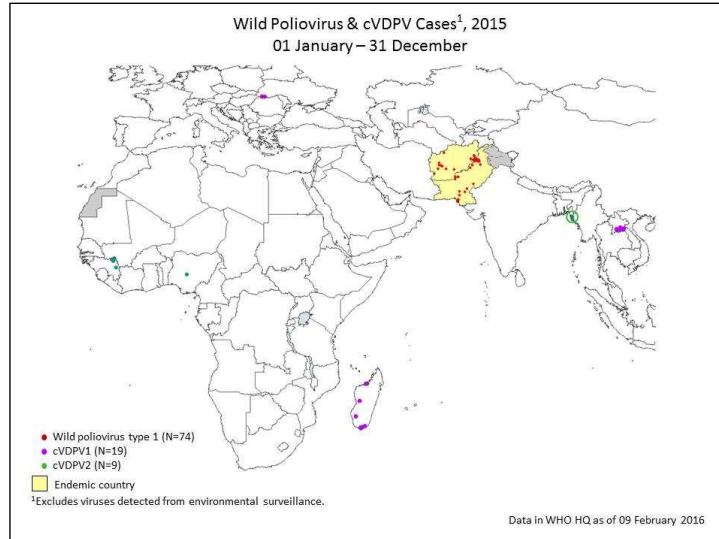 Wild Poliovirus & cVDPV Cases¹, 2015
01 January – 31 December
Wild poliovirus type 1 (N=74)
cVDPV1 (N=19)
cVDPV2 (N=9)
Endemic country
¹Excludes viruses detected from environmental surveillance.
Data in WHO HQ as of 09 February 2016